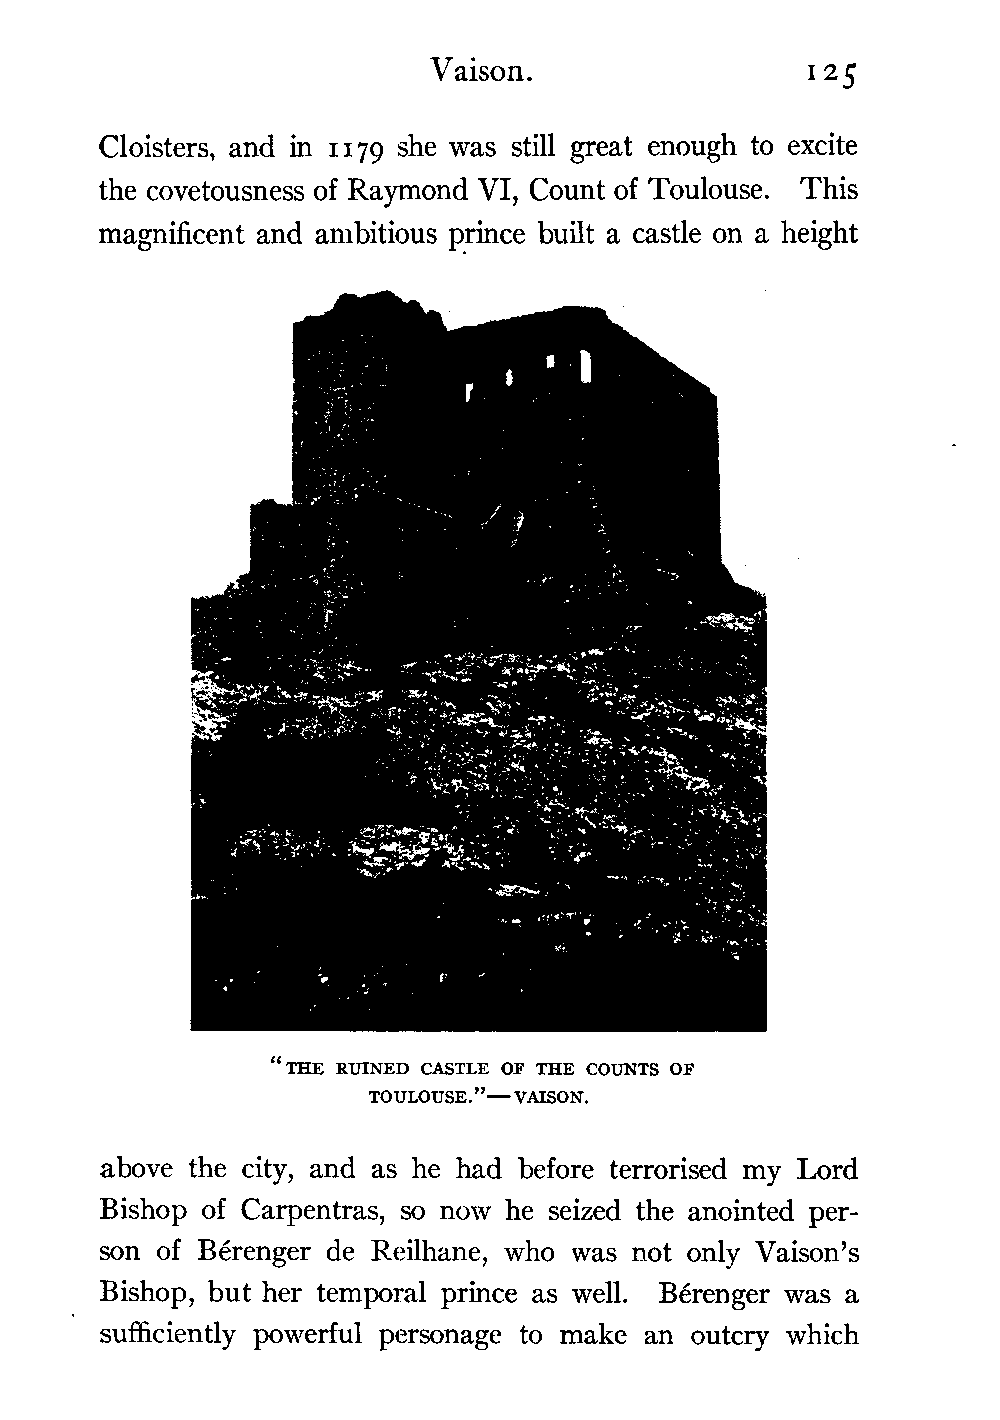 Vaison. 125
Cloisters, and in 1179 she was still great enough to excite
the covetousness of Raymond VI, Count of Toulouse. This
magnificent and ambitious prince built a castle on a height
“THE RUINED CASTLE OF THE COUNTS OF
TOULOUSE.”—VAISON.
above the city, and as he had before terrorised my Lord
Bishop of Carpentras, so now he seized the anointed per-
son of Bérenger de Reilhane, who was not only Vaison’s
Bishop, but her temporal prince as well. Bérenger was a
sufficiently powerful personage to make an outcry which